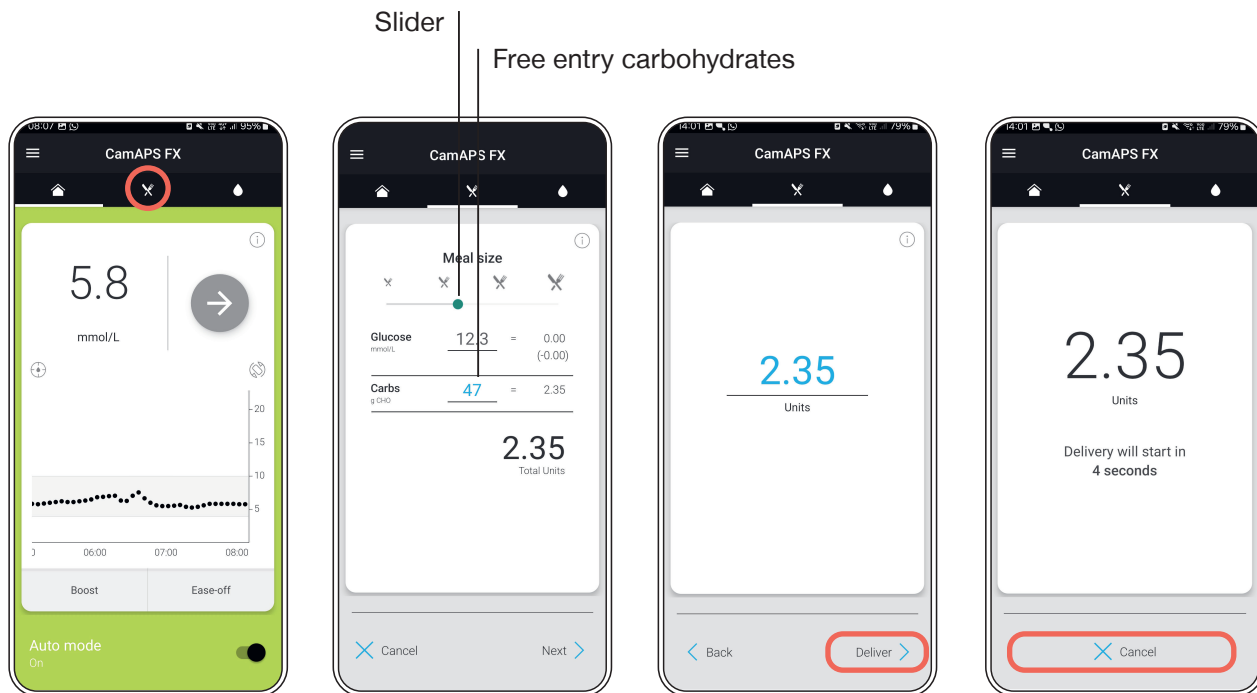 Slider
Free entry carbohydrates
08:07 95%
CamAPS FX
5.8
mmol/L
20
15
10
5
06:00 07:00 08:00
Boost Ease-off
Auto mode
On
CamAPS FX
Meal size
Glucose 12.3 = 0.00
mmol/L (-0.00)
Carbs 47 = 2.35
g CHO
2.35
Total Units
Cancel Next
14:01 79%
CamAPS FX
2.35
Units
Back Deliver
14:01 79%
CamAPS FX
2.35
Units
Delivery will start in
4 seconds
Cancel